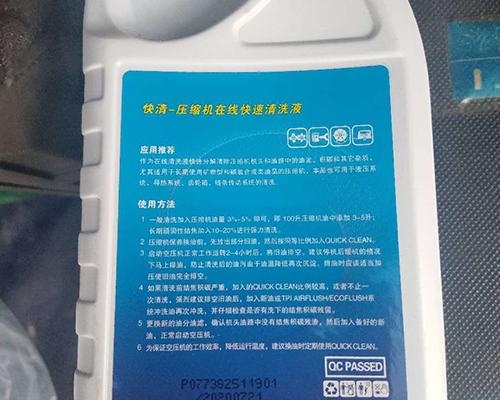 快清-压缩机在线快速清洗液
应用推荐
作为在线清洗液快速分解清除压缩机机头和油路中的油泥、积碳和其它杂质,
尤其适用于长期使用矿物型和碳氢合成类油品的压缩机。本品也可用于液压系
统、导热系统、齿轮箱、链条传动系统的清洗。
使用方法
1 一般清洗加入压缩机油量 3%-5% 即可,即 100升压缩机油中添加 3-5升;
长期顽固性结焦加入10-20%进行强力清洗。
2 压缩机保养换油前,先放出部分旧油,然后按同等比例加入QUICK CLEAN。
3 启动空压机正常工作运转2-4小时后,将旧油排空。建议停机后缓机的情况
下马上排油,防止清洗后的油污由于油温降低再次沉淀。换油时应该适当加
压使旧油完全排空。
4 如果清洗前结焦积碳严重,加入的QUICK CLEAN比例较高,或者不止一
次清洗,强烈建议排空旧油后,加入新油或TPI AIRFLUSH/ECOFLUSH系
统冲洗油再次冲洗,并仔细检查是否有洗下的结焦积碳残留。
5 更换新的油分油滤,确认机头油路中没有结焦积碳残油,然后加入备好的新
油,正常启动空压机。
6 为保证空压机的工作效率,降低运行温度,建议换油时定期使用QUICK CLEAN。
QC PASSED
P077382511901
20200721